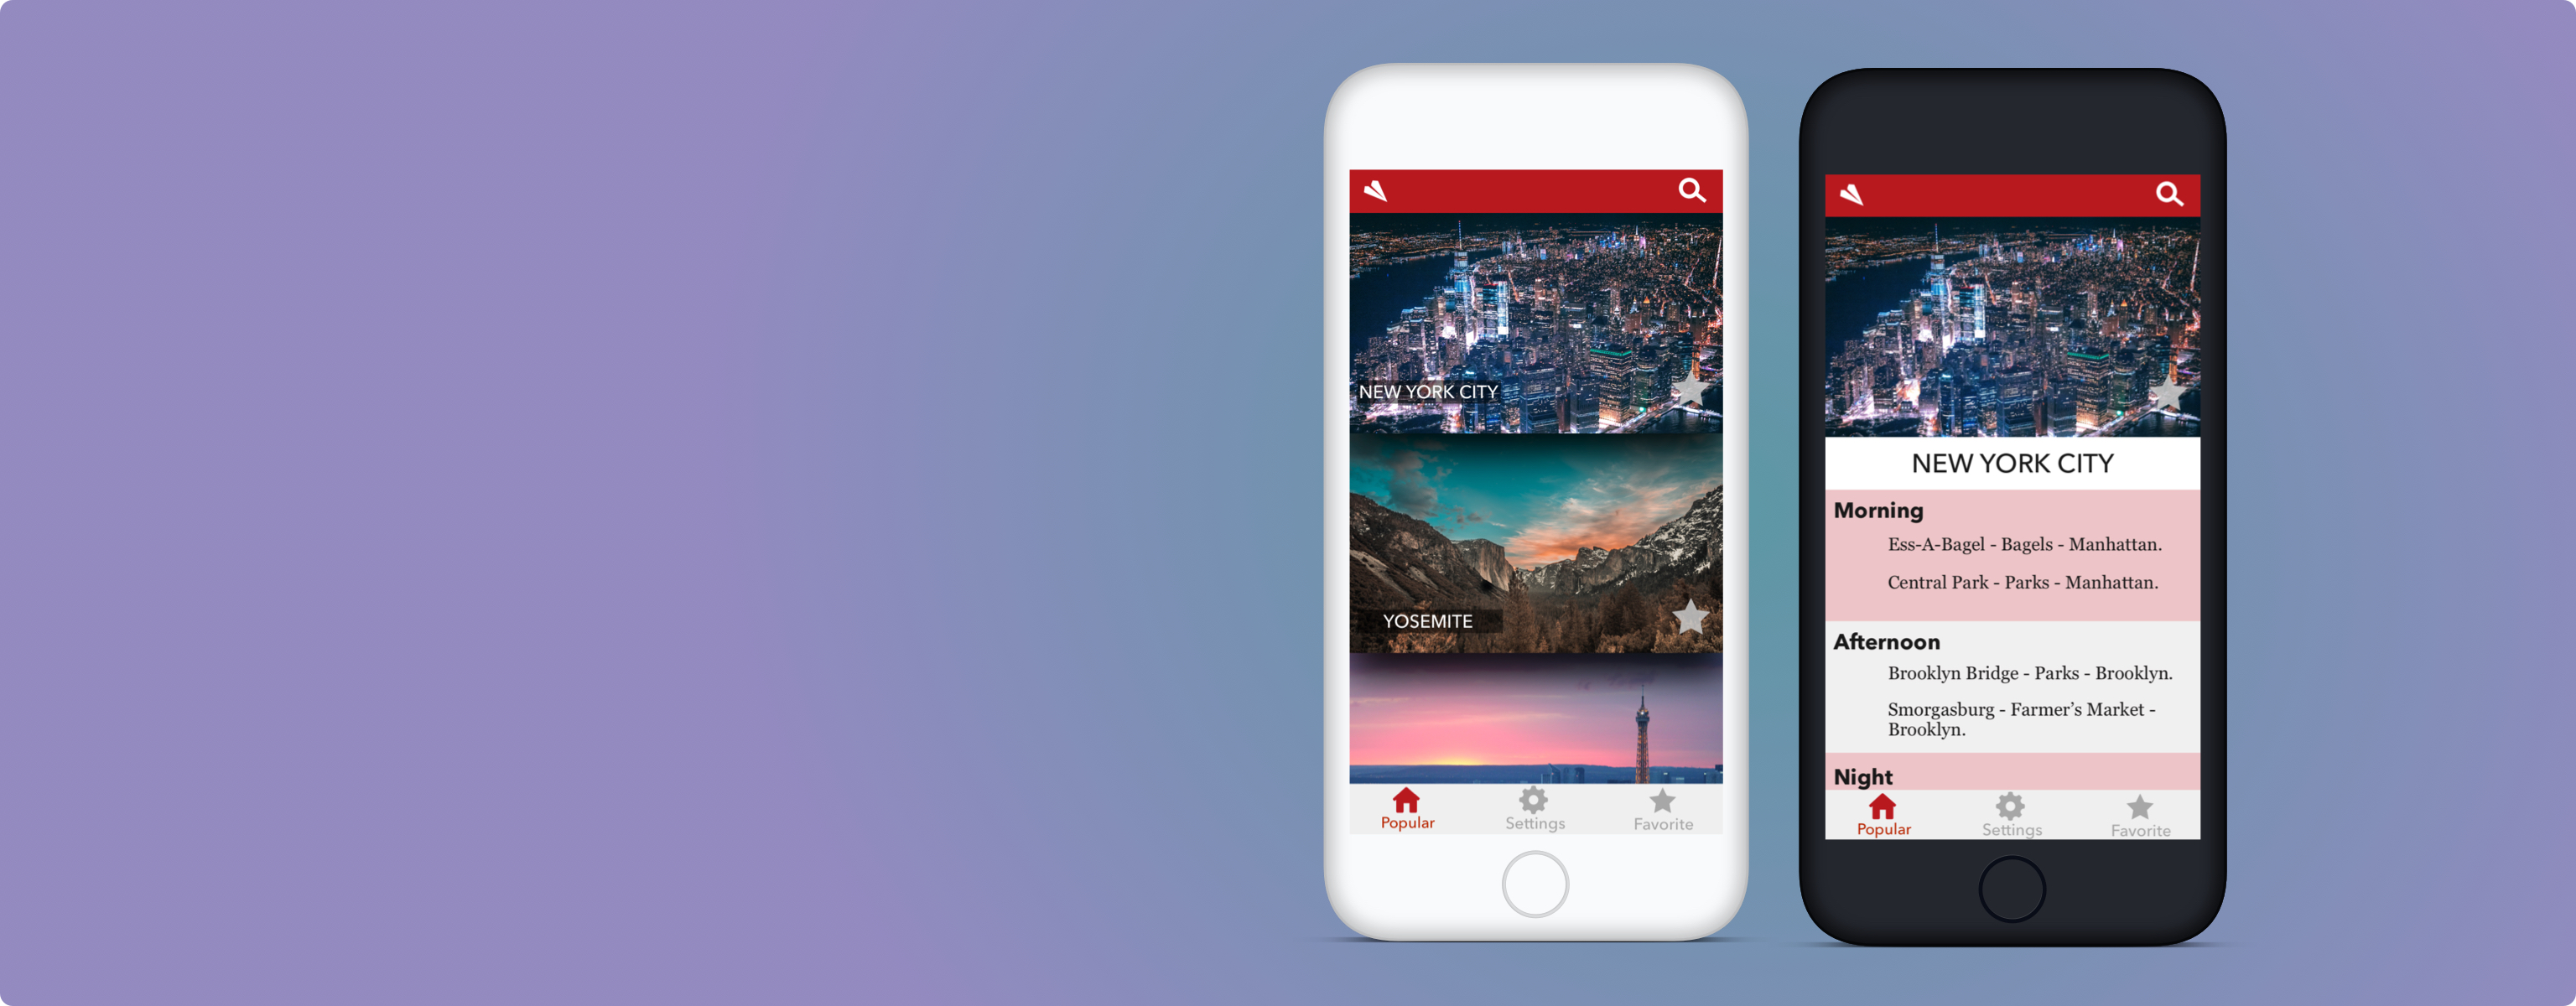 NEW YORK CITY
YOSEMITE
Popular
Settings
Favorite
NEW YORK CITY
Morning
Ess-A-Bagel - Bagels - Manhattan.
Central Park - Parks - Manhattan.
Afternoon
Brooklyn Bridge - Parks - Brooklyn.
Smorgasburg - Farmer’s Market -
Brooklyn.
Night
Popular
Settings
Favorite